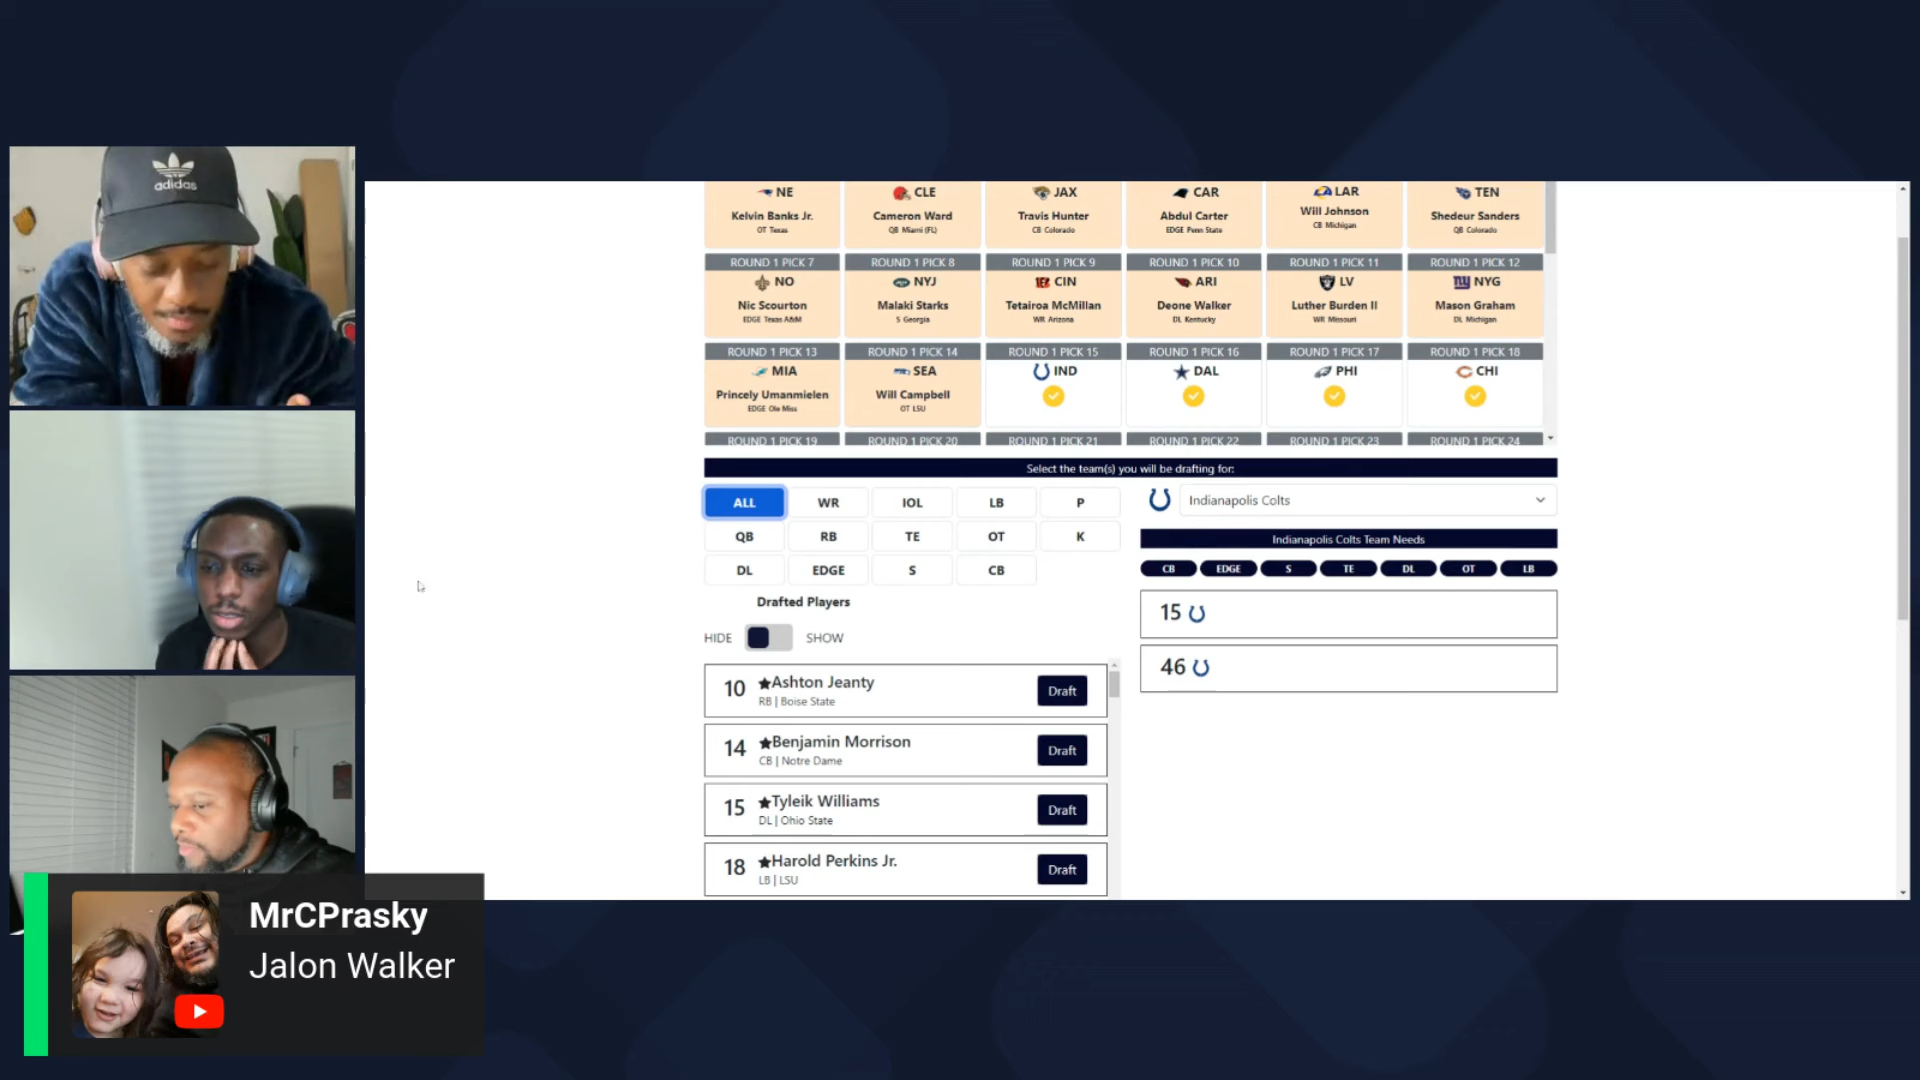 adidas
NE
CLE
JAX
CAR
LAR
TEN
Kelvin Banks Jr.
Cameron Ward
Travis Hunter
Abdul Carter
Will Johnson
Shedeur Sanders
OT Texas
QB Miami (FL)
CB Colorado
EDGE Penn State
CB Michigan
QB Colorado
ROUND 1 PICK 7
ROUND 1 PICK 8
ROUND 1 PICK 9
ROUND 1 PICK 10
ROUND 1 PICK 11
ROUND 1 PICK 12
NO
NYJ
CIN
ARI
LV
NYG
Nic Scourton
Malaki Starks
Tetairoa McMillan
Deone Walker
Luther Burden II
Mason Graham
EDGE Texas A&M
S Georgia
WR Arizona
DL Kentucky
WR Missouri
DL Michigan
ROUND 1 PICK 13
ROUND 1 PICK 14
ROUND 1 PICK 15
ROUND 1 PICK 16
ROUND 1 PICK 17
ROUND 1 PICK 18
MIA
SEA
IND
DAL
PHI
CHI
Princely Umanmielen
Will Campbell
EDGE Ole Miss
OT LSU
ROUND 1 PICK 19
ROUND 1 PICK 20
ROUND 1 PICK 21
ROUND 1 PICK 22
ROUND 1 PICK 23
ROUND 1 PICK 24
Select the team(s) you will be drafting for:
ALL
WR
IOL
LB
P
QB
RB
TE
OT
K
DL
EDGE
S
CB
Drafted Players
HIDE
SHOW
10 ★Ashton Jeanty
RB | Boise State
Draft
14 ★Benjamin Morrison
CB | Notre Dame
Draft
15 ★Tyleik Williams
DL | Ohio State
Draft
18 ★Harold Perkins Jr.
LB | LSU
Draft
Indianapolis Colts
Indianapolis Colts Team Needs
CB
EDGE
S
TE
DL
OT
LB
15
46
MrCPrasky
Jalon Walker